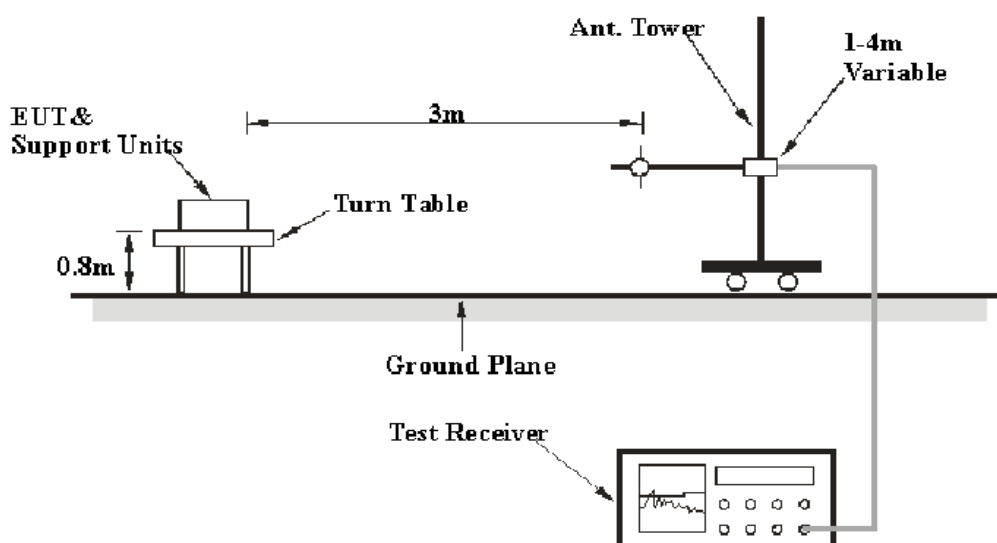 Ant. Tower
1-4m
Variable
EUT&
Support Units
3m
Turn Table
0.8m
Ground Plane
Test Receiver